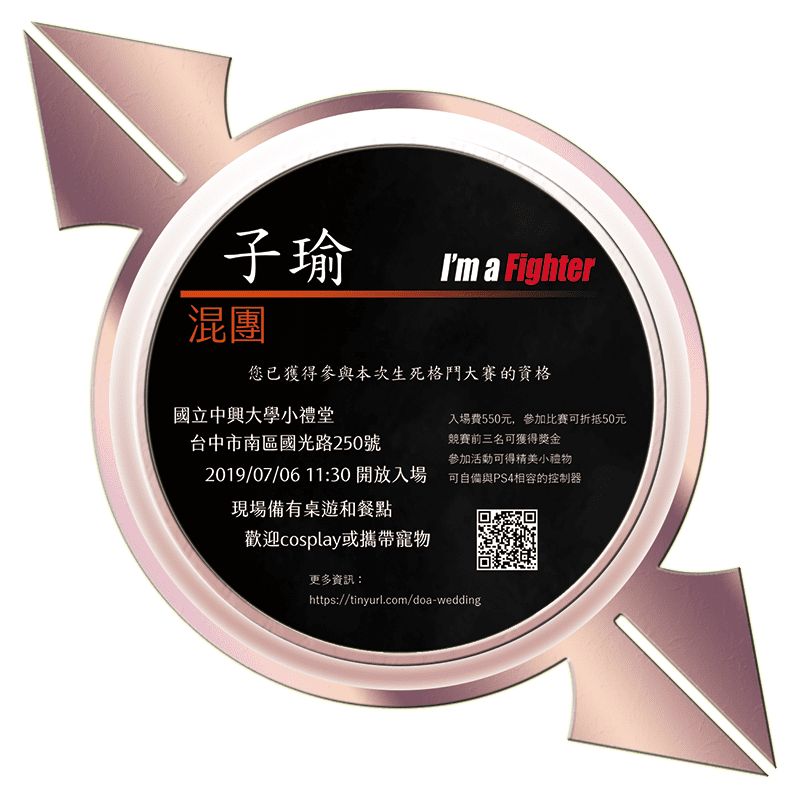 子瑜
I'm a Fighter
混團
您已獲得參與本次生死格鬥大賽的資格
國立中興大學小禮堂
台中市南區國光路250號
2019/07/06 11:30 開放入場
現場備有桌遊和餐點
歡迎cosplay或攜帶寵物
入場費550元，參加比賽可折抵50元
競賽前三名可獲得獎金
參加活動可得精美小禮物
可自備與PS4相容的控制器
更多資訊：
https://tinyurl.com/doa-wedding